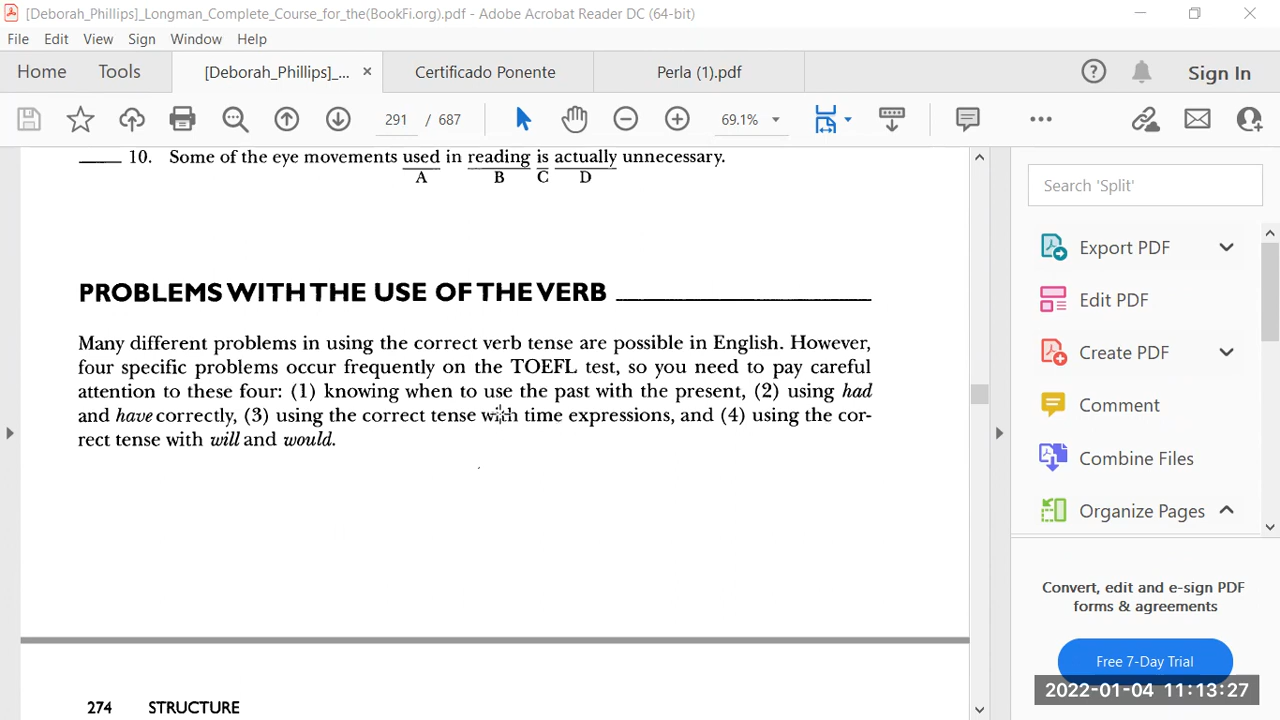 [Deborah_Phillips]_Longman_Complete_Course_for_the(BookFi.org).pdf - Adobe Acrobat Reader DC (64-bit)
File Edit View Sign Window Help
Home Tools [Deborah_Phillips]_... × Certificado Ponente Perla (1).pdf Sign In
291 / 687 69.1%
____ 10. Some of the eye movements used in reading is actually unnecessary.
A B C D
PROBLEMS WITH THE USE OF THE VERB
Many different problems in using the correct verb tense are possible in English. However,
four specific problems occur frequently on the TOEFL test, so you need to pay careful
attention to these four: (1) knowing when to use the past with the present, (2) using had
and have correctly, (3) using the correct tense with time expressions, and (4) using the cor-
rect tense with will and would.
274 STRUCTURE
Search 'Split'
Export PDF
Edit PDF
Create PDF
Comment
Combine Files
Organize Pages
Convert, edit and e-sign PDF
forms & agreements
Free 7-Day Trial
2022-01-04 11:13:27